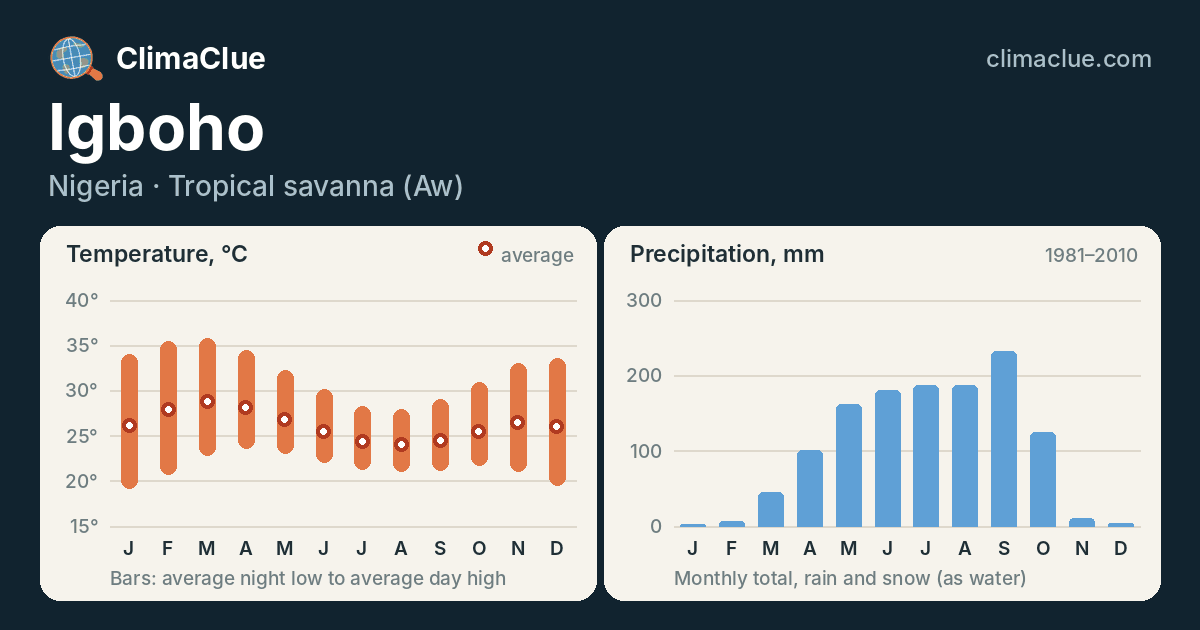 ClimaClue
climaclue.com
Igboho
Nigeria · Tropical savanna (Aw)
Temperature, °C
average
40°
35°
30°
25°
20°
15°
J F M A M J J A S O N D
Bars: average night low to average day high
Precipitation, mm
1981–2010
300
200
100
0
J F M A M J J A S O N D
Monthly total, rain and snow (as water)